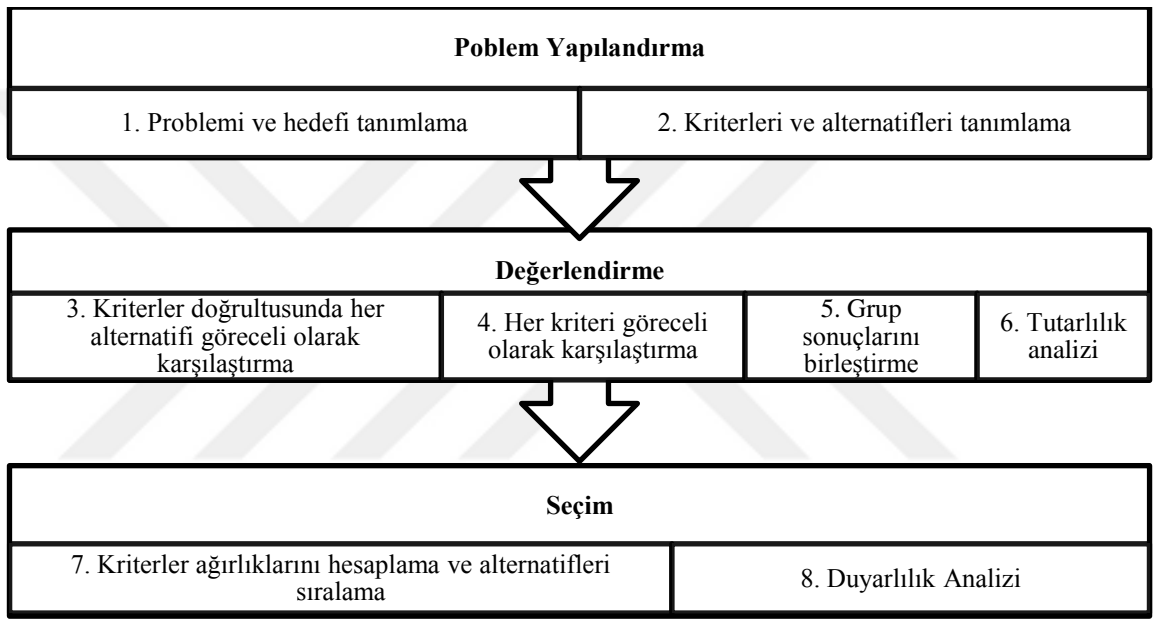 Poblem Yapılandırma
1. Problemi ve hedefi tanımlama
2. Kriterleri ve alternatifleri tanımlama
Değerlendirme
3. Kriterler doğrultusunda her
alternatifi göreceli olarak
karşılaştırma
4. Her kriteri göreceli
olarak karşılaştırma
5. Grup
sonuçlarını
birleştirme
6. Tutarlılık
analizi
Seçim
7. Kriterler ağırlıklarını hesaplama ve alternatifleri
sıralama
8. Duyarlılık Analizi